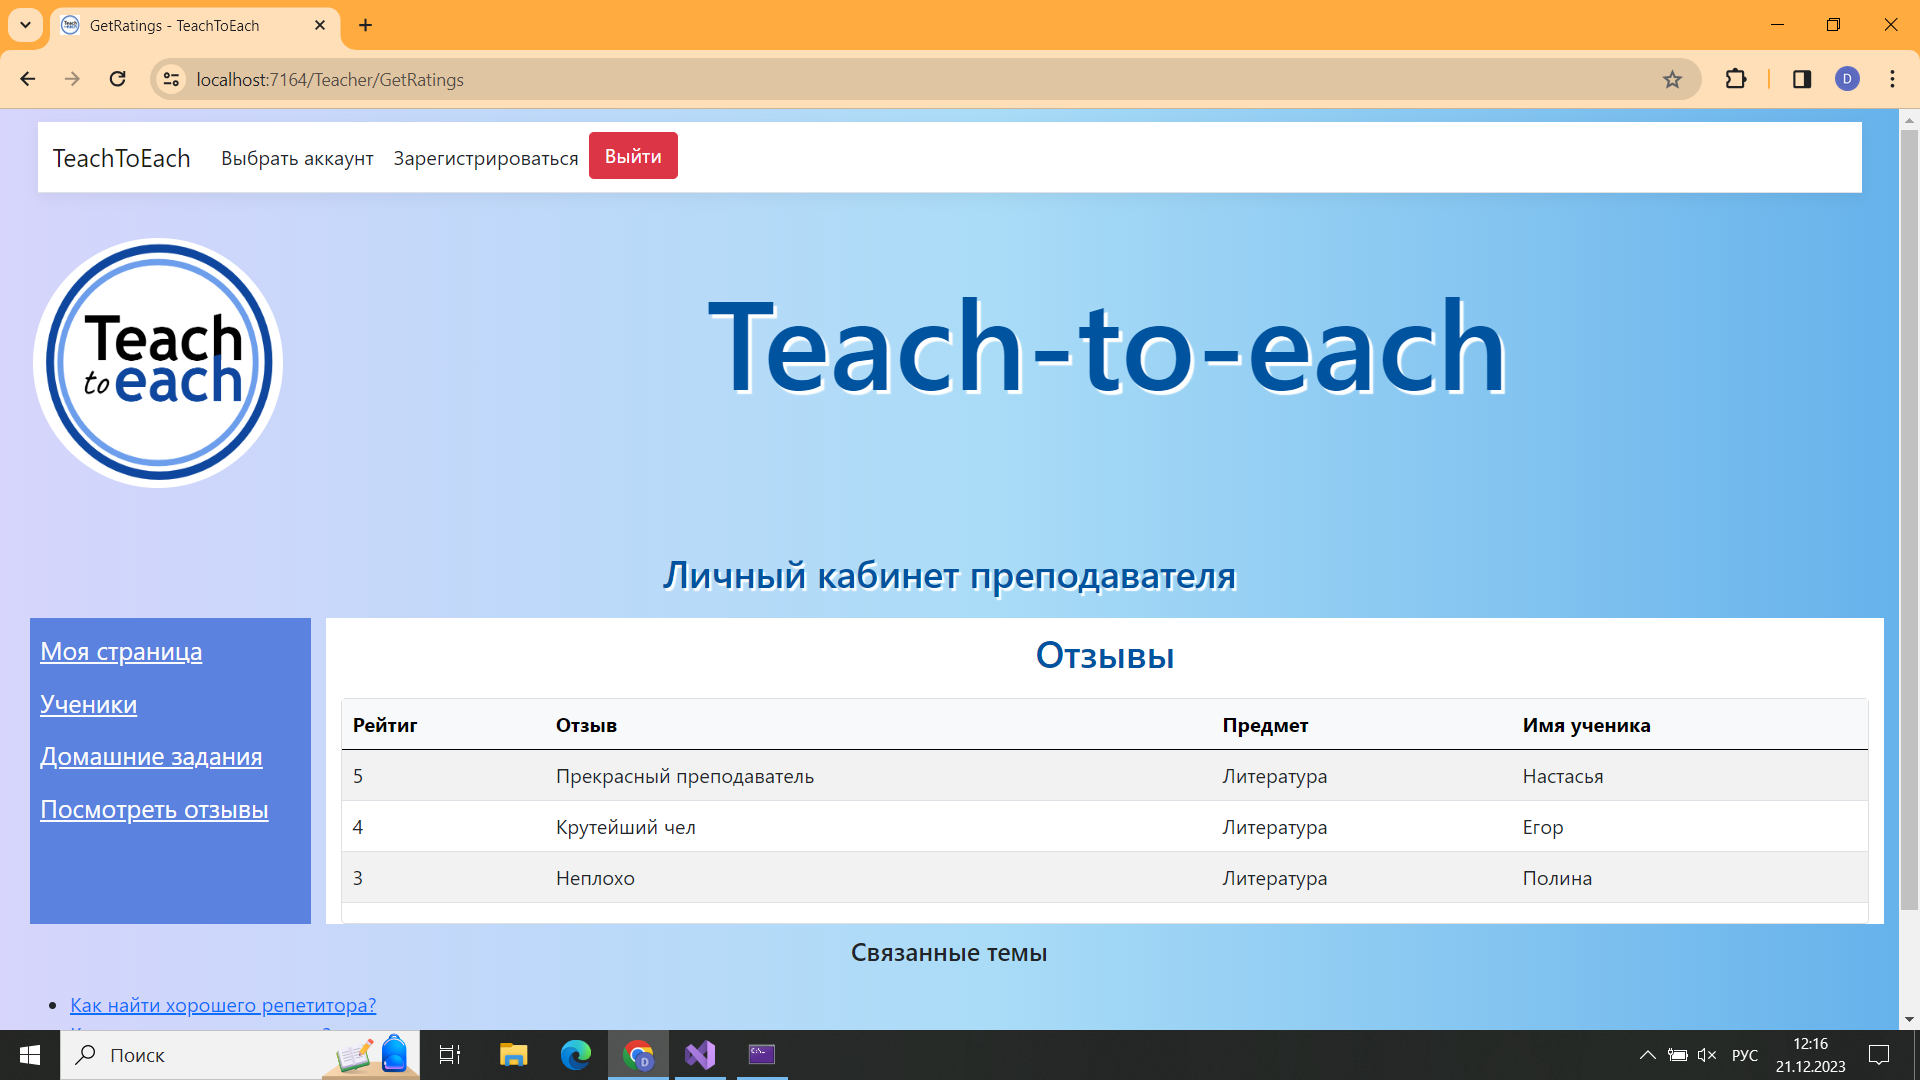 GetRatings - TeachToEach
localhost:7164/Teacher/GetRatings
D
TeachToEach Выбрать аккаунт Зарегистрироваться Выйти
Teach
to each
Teach-to-each
Личный кабинет преподавателя
Моя страница
Ученики
Домашние задания
Посмотреть отзывы
Отзывы
Рейтиг Отзыв Предмет Имя ученика
5 Прекрасный преподаватель Литература Настасья
4 Крутейший чел Литература Егор
3 Неплохо Литература Полина
Связанные темы
Как найти хорошего репетитора?
Поиск
РУС
12:16
21.12.2023